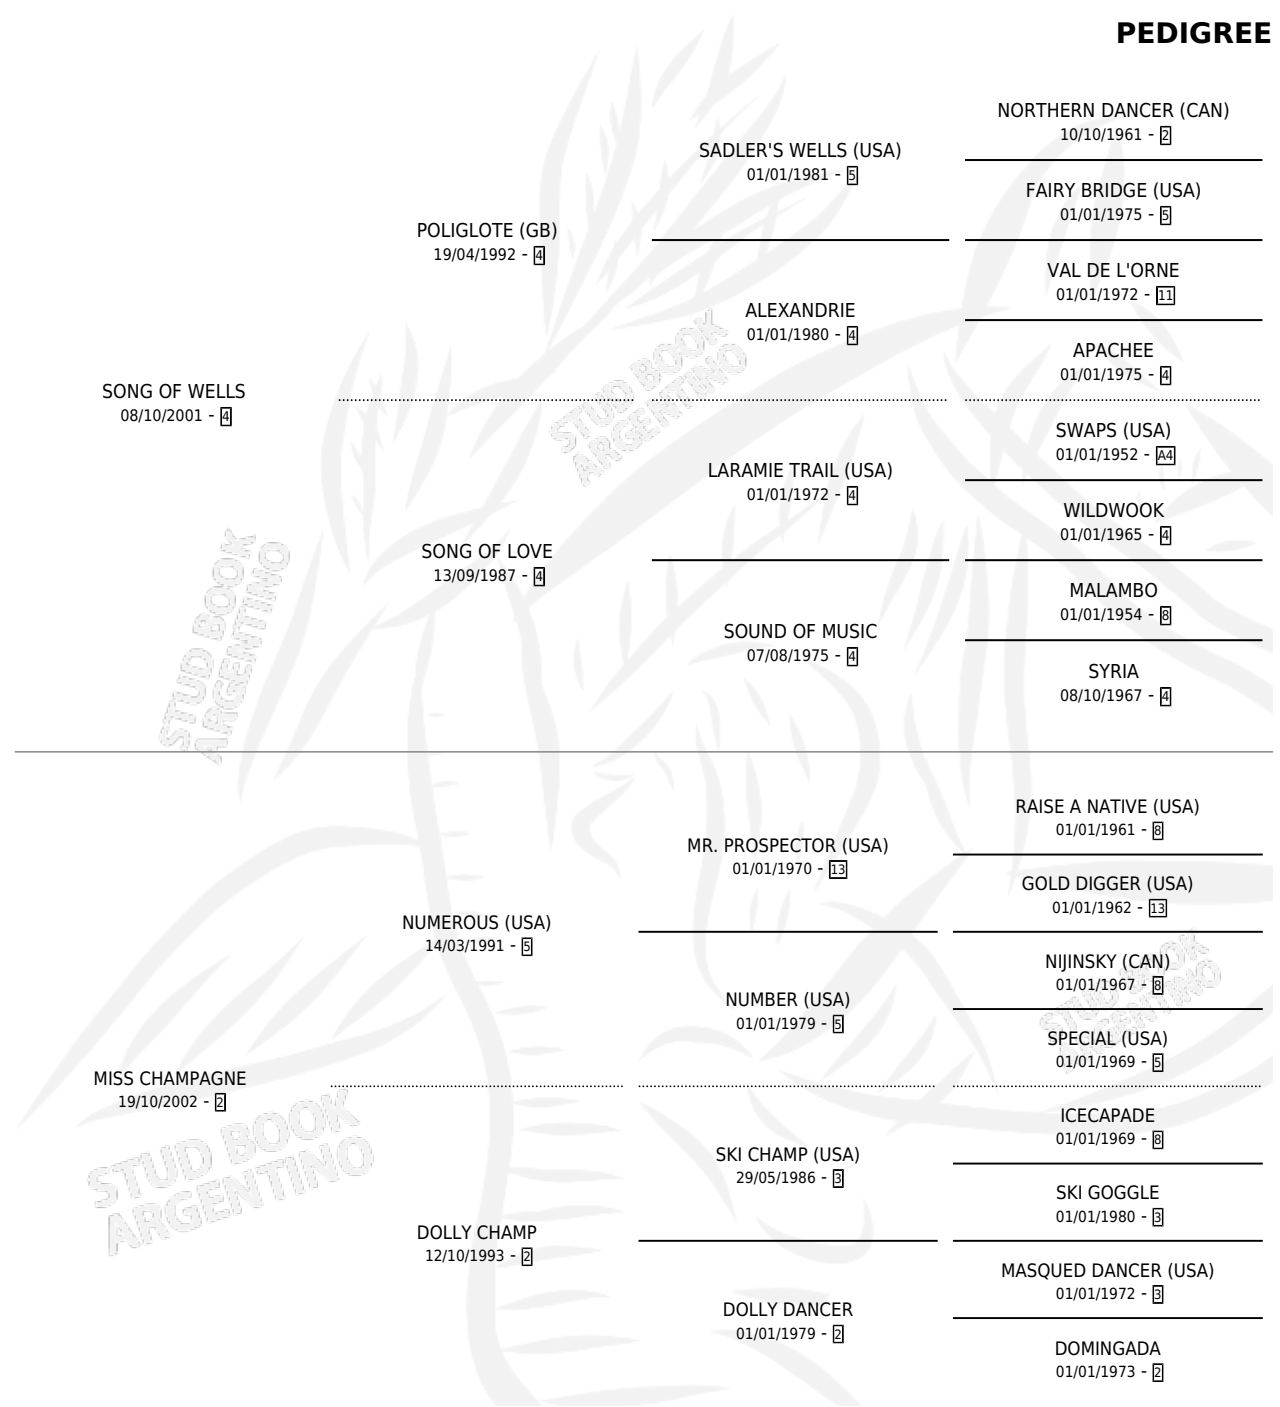 PEDIGREE
NORTHERN DANCER (CAN)
10/10/1961 - 2
SADLER'S WELLS (USA)
01/01/1981 - 5
FAIRY BRIDGE (USA)
01/01/1975 - 5
POLIGLOTE (GB)
19/04/1992 - 4
VAL DE L'ORNE
01/01/1972 - 11
ALEXANDRIE
01/01/1980 - 4
APACHEE
01/01/1975 - 4
SONG OF WELLS
08/10/2001 - 4
SWAPS (USA)
01/01/1952 - A4
LARAMIE TRAIL (USA)
01/01/1972 - 4
WILDWOOK
01/01/1965 - 4
SONG OF LOVE
13/09/1987 - 4
MALAMBO
01/01/1954 - 8
SOUND OF MUSIC
07/08/1975 - 4
SYRIA
08/10/1967 - 4
RAISE A NATIVE (USA)
01/01/1961 - 8
MR. PROSPECTOR (USA)
01/01/1970 - 13
GOLD DIGGER (USA)
01/01/1962 - 13
NUMEROUS (USA)
14/03/1991 - 5
NIJINSKY (CAN)
01/01/1967 - 8
NUMBER (USA)
01/01/1979 - 5
SPECIAL (USA)
01/01/1969 - 5
MISS CHAMPAGNE
19/10/2002 - 2
ICECAPADE
01/01/1969 - 8
SKI CHAMP (USA)
29/05/1986 - 3
SKI GOGGLE
01/01/1980 - 3
DOLLY CHAMP
12/10/1993 - 2
MASQUED DANCER (USA)
01/01/1972 - 3
DOLLY DANCER
01/01/1979 - 2
DOMINGADA
01/01/1973 - 2
STUD BOOK
ARGENTINO
STUD BOOK
ARGENTINO
STUD BOOK
ARGENTINO
STUD BOOK
ARGENTINO